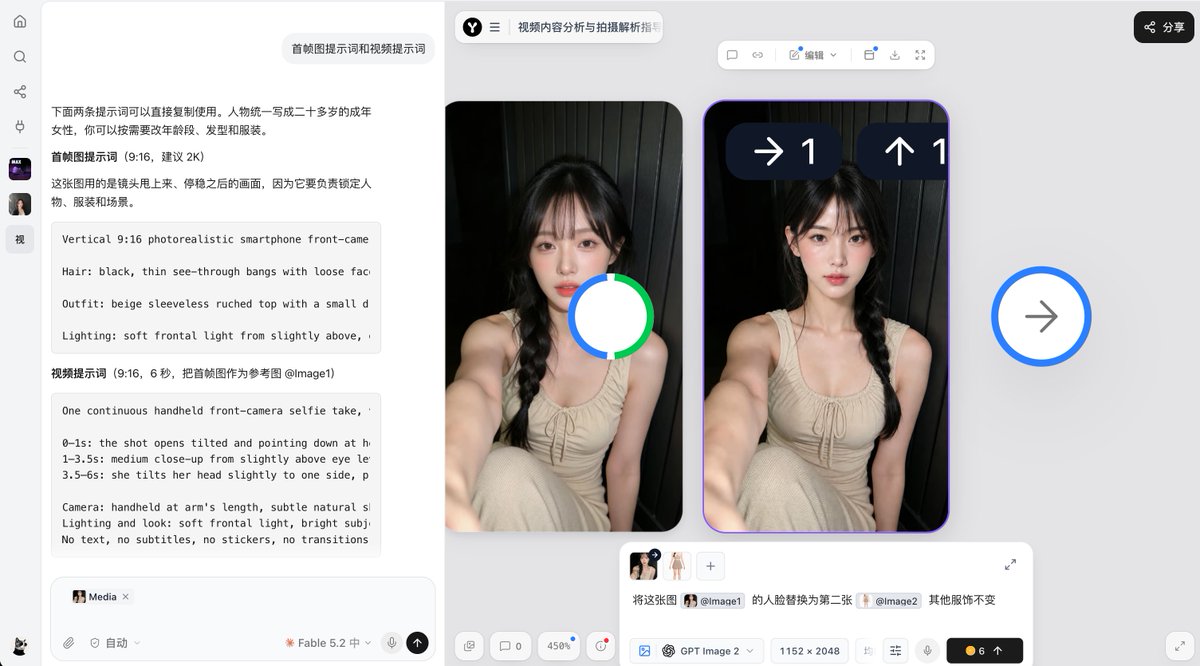 首帧图提示词和视频提示词
下面两条提示词可以直接复制使用。人物统一写成二十多岁的成年
女性，你可以按需要改年龄段、发型和服装。
首帧图提示词（9:16，建议 2K）
这张图用的是镜头甩上来、停稳之后的画面，因为它要负责锁定人
物、服装和场景。
Vertical 9:16 photorealistic smartphone front-came
Hair: black, thin see-through bangs with loose fac
Outfit: beige sleeveless ruched top with a small d
Lighting: soft frontal light from slightly above,
视频提示词（9:16，6 秒，把首帧图作为参考图 @Image1）
One continuous handheld front-camera selfie take,
0–1s: the shot opens tilted and pointing down at h
1–3.5s: medium close-up from slightly above eye le
3.5–6s: she tilts her head slightly to one side, p
Camera: handheld at arm's length, subtle natural s
Lighting and look: soft frontal light, bright subj
No text, no subtitles, no stickers, no transitions
Media ×
自动
Fable 5.2 中
MAX
视
Y
视频内容分析与拍摄解析指导
分享
编辑
→ 1
↑ 1
将这张图 @Image1 的人脸替换为第二张 @Image2 其他服饰不变
0
450%
GPT Image 2
1152 × 2048
6